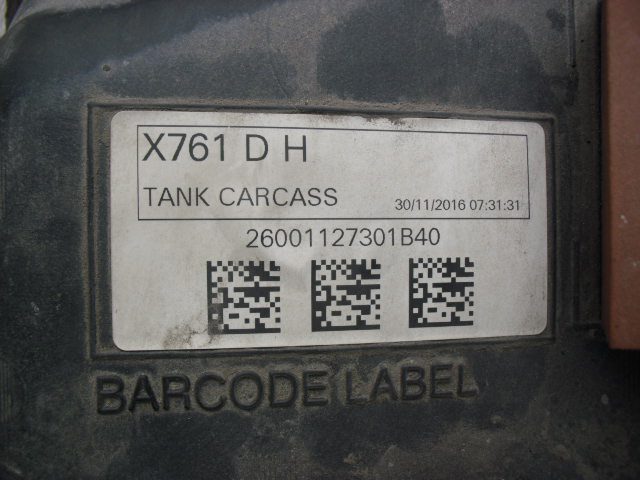 X761 D H
TANK CARCASS 30/11/2016 07:31:31
26001127301B40
BARCODE LABEL